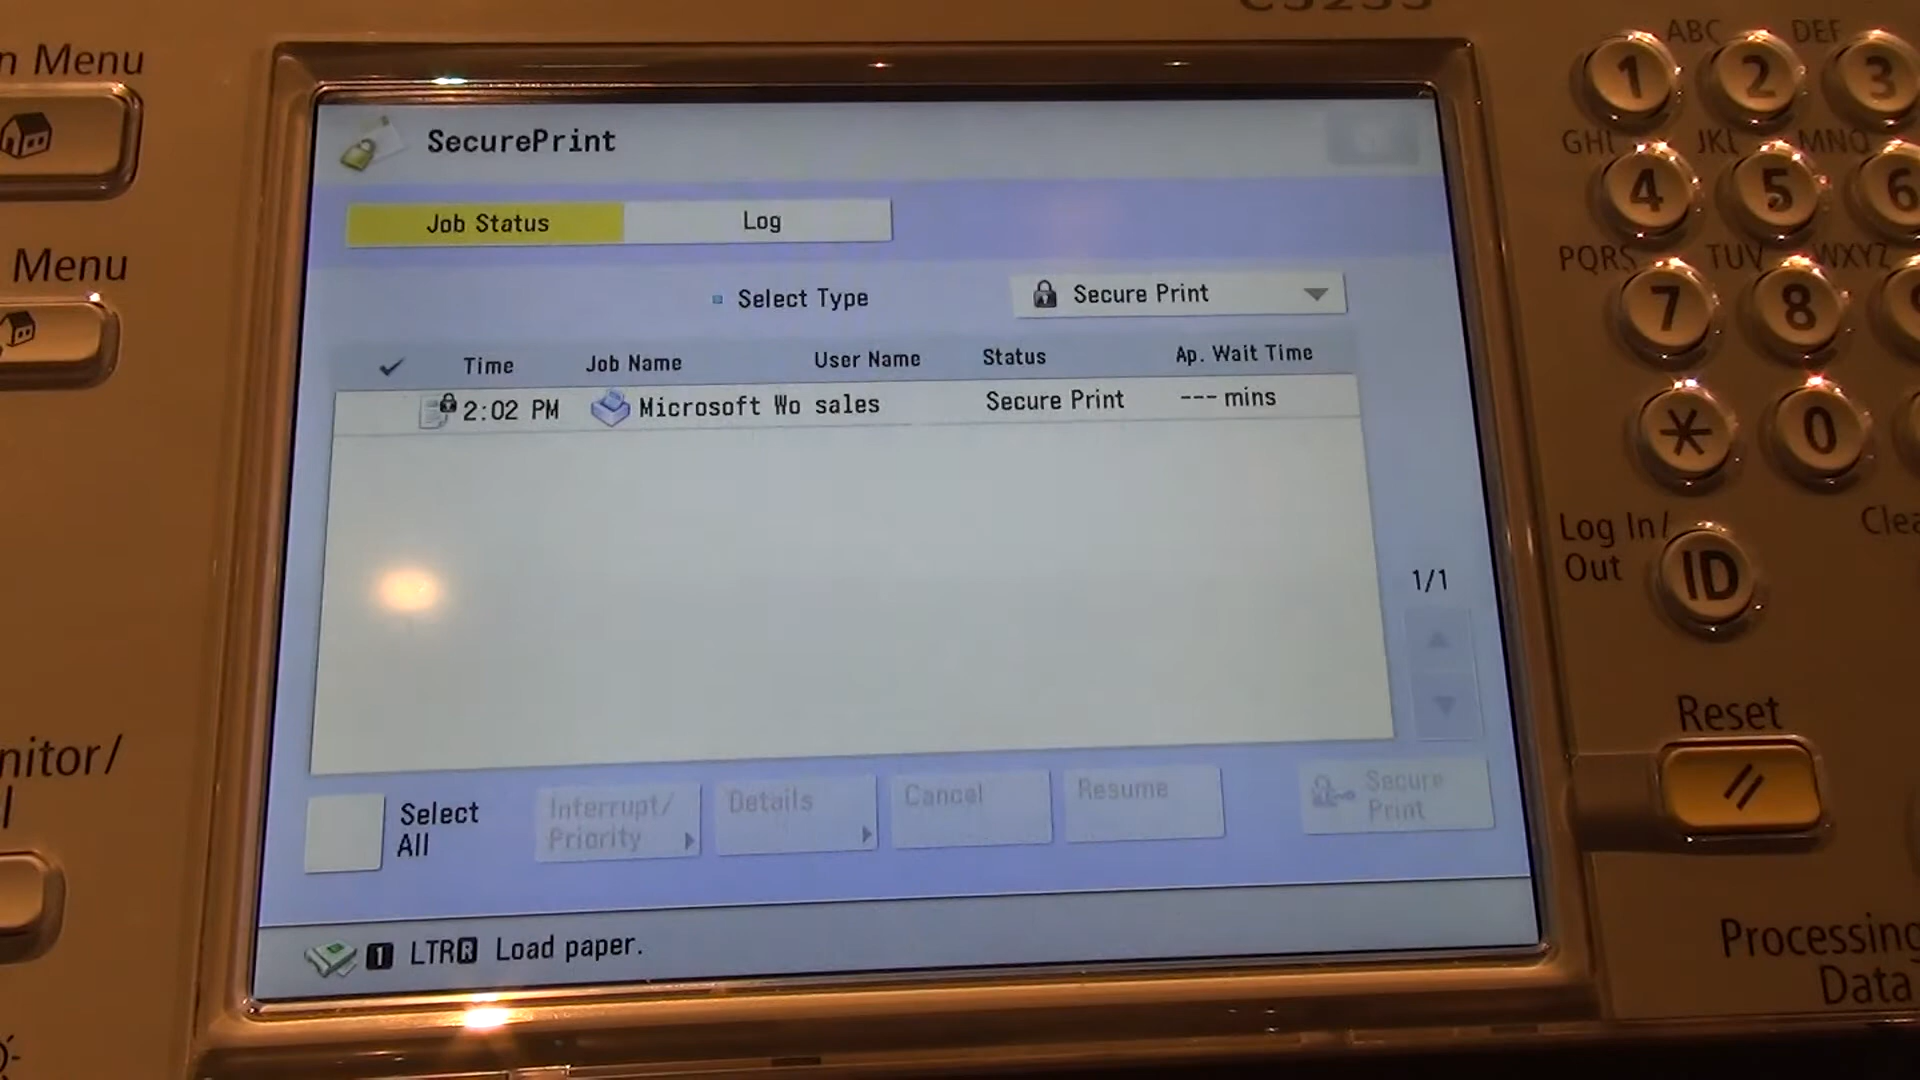 n Menu
Menu
nitor/
SecurePrint
Job Status
Log
Select Type
Secure Print
Time
Job Name
User Name
Status
Ap. Wait Time
2:02 PM
Microsoft Wo
sales
Secure Print
--- mins
1/1
Select
All
Interrupt/
Priority
Details
Cancel
Resume
Secure
Print
1 LTRR Load paper.
ABC
DEF
1
2
3
GHI
JKL
MNO
4
5
6
PQRS
TUV
WXYZ
7
8
*
0
Log In/
Out
ID
Clea
Reset
Processing
Data